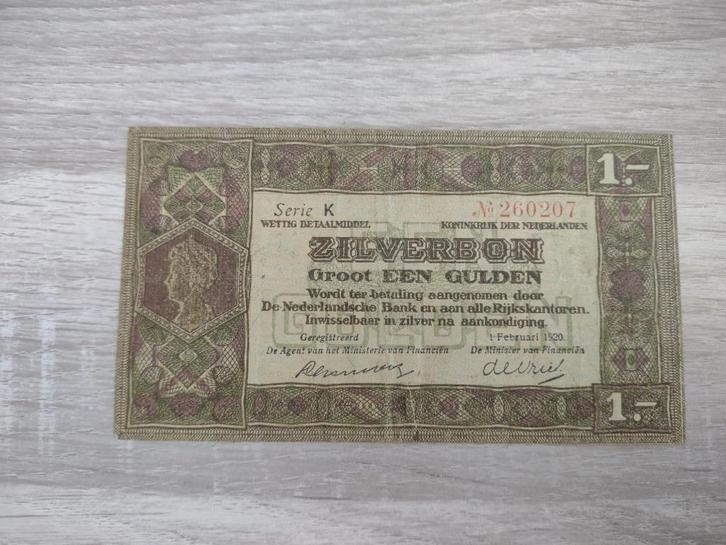 1.-
Serie K № 260207
WETTIG BETAALMIDDEL KONINKRIJK DER NEDERLANDEN
ZILVERBON
Groot EEN GULDEN
Wordt ter betaling aangenomen door
De Nederlandsche Bank en aan alle Rijkskantoren.
Inwisselbaar in zilver na aankondiging.
Geregistreerd 1 Februari 1920.
De Agent van het Ministerie van Financiën De Minister van Financiën
de Vries
1.-